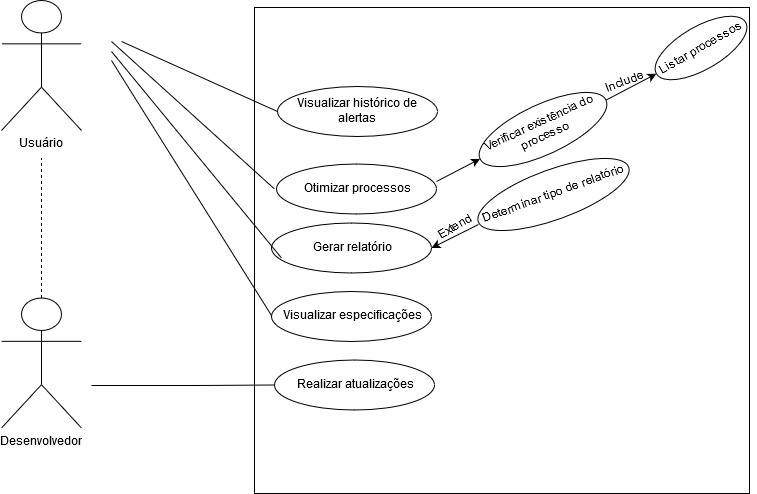 Usuário
Visualizar histórico de
alertas
Otimizar processos
Verificar existência do
processo
Include
Listar processos
Gerar relatório
Extend
Determinar tipo de relatório
Visualizar especificações
Realizar atualizações
Desenvolvedor